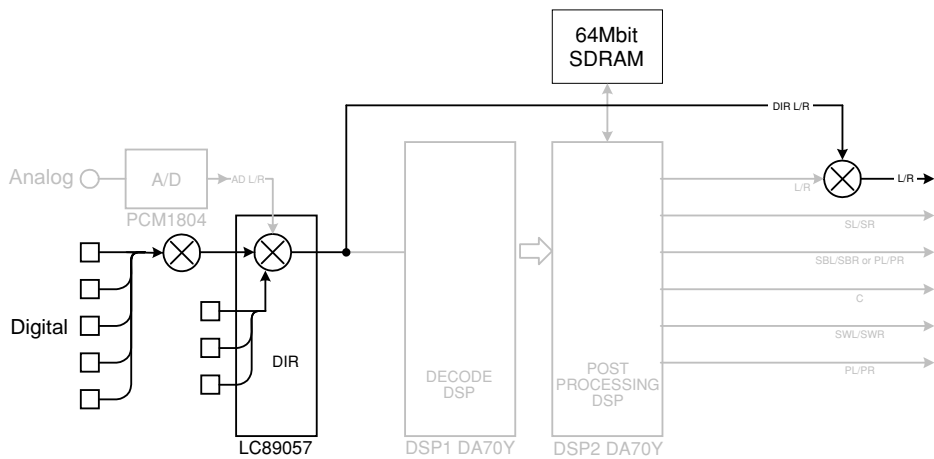 64Mbit
SDRAM
DIR L/R
Analog
A/D
AD L/R
PCM1804
L/R
L/R
SL/SR
SBL/SBR or PL/PR
C
Digital
SWL/SWR
DIR
DECODE
DSP
POST
PROCESSING
DSP
PL/PR
LC89057
DSP1 DA70Y
DSP2 DA70Y